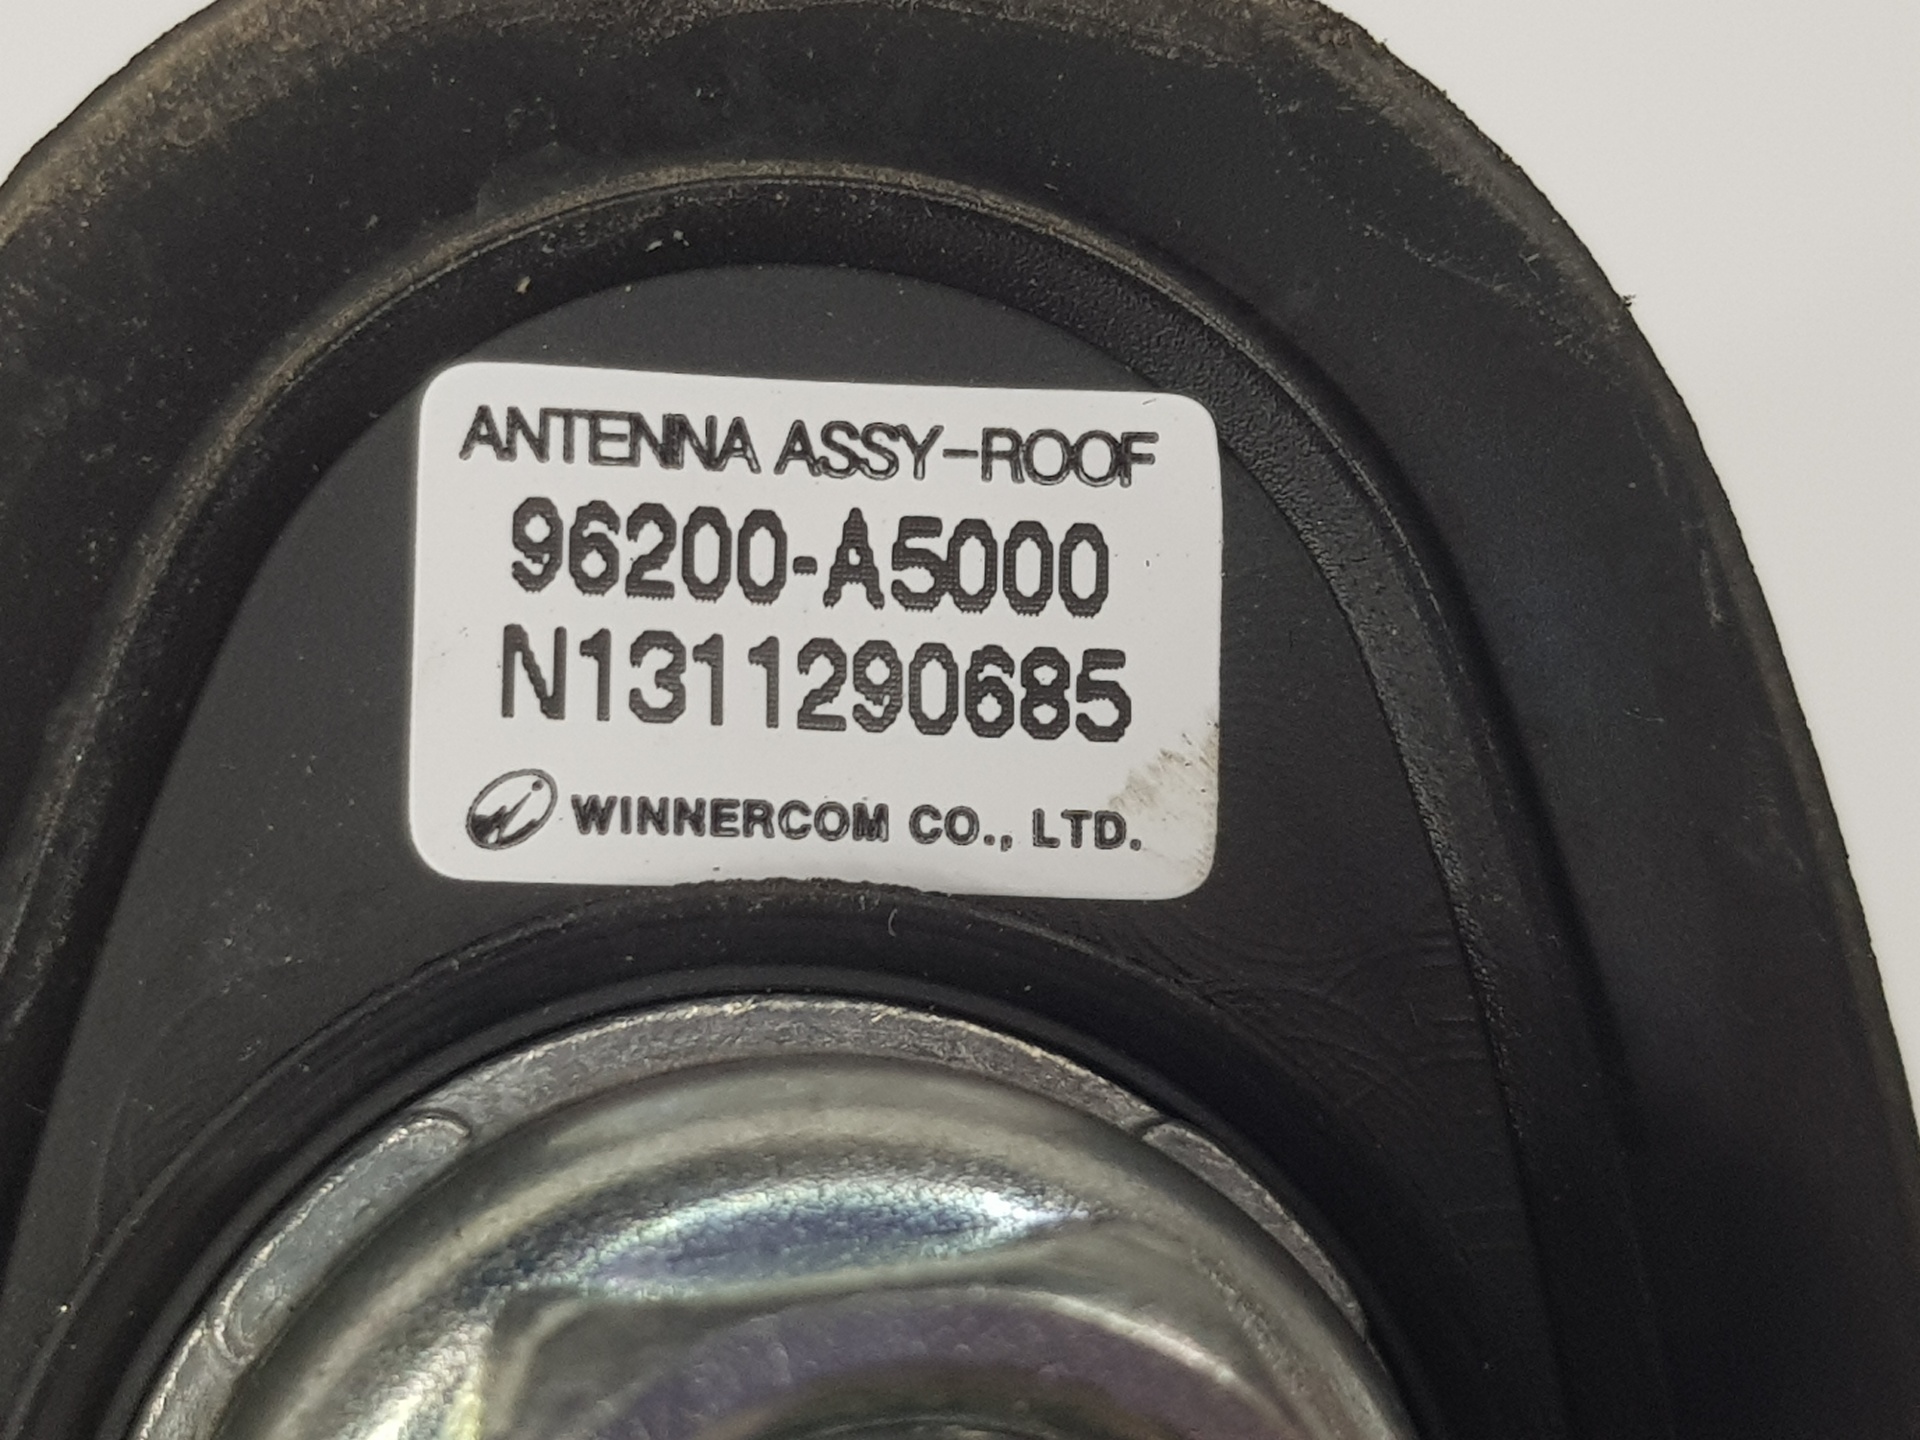 ANTENNA ASSY-ROOF
96200-A5000
N1311290685
WINNERCOM CO., LTD.